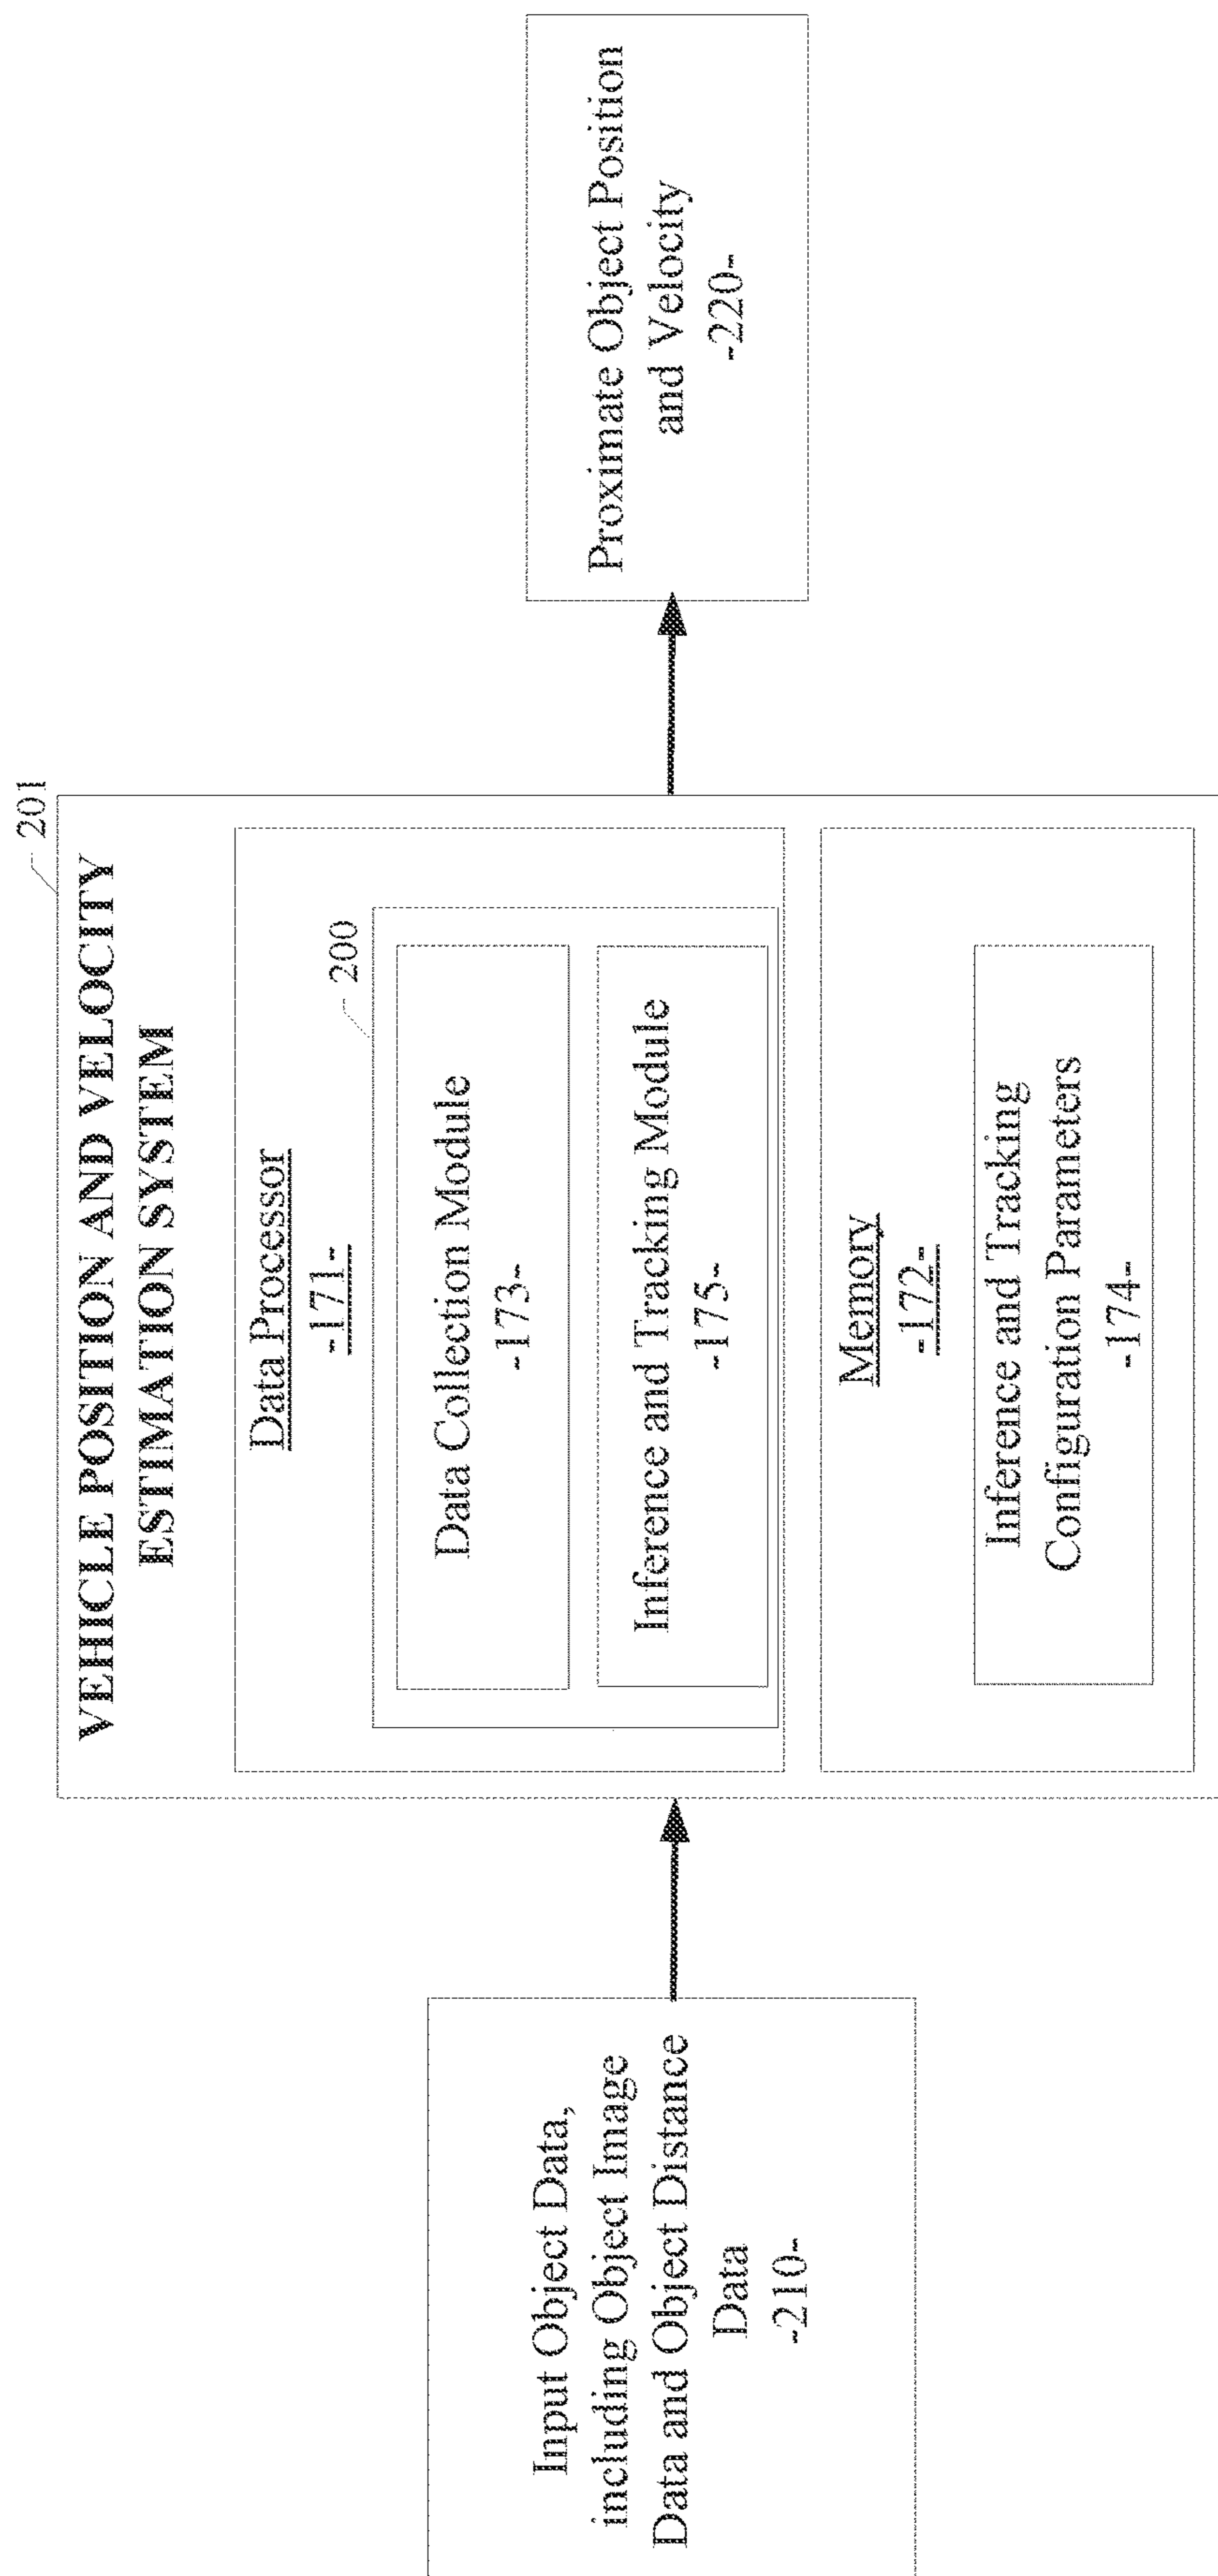 Input Object Data,
including Object Image
Data and Object Distance
Data
-210-
201
VEHICLE POSITION AND VELOCITY
ESTIMATION SYSTEM
Data Processor
-171-
200
Data Collection Module
-173-
Inference and Tracking Module
-175-
Memory
-172-
Inference and Tracking
Configuration Parameters
-174-
Proximate Object Position
and Velocity
-220-